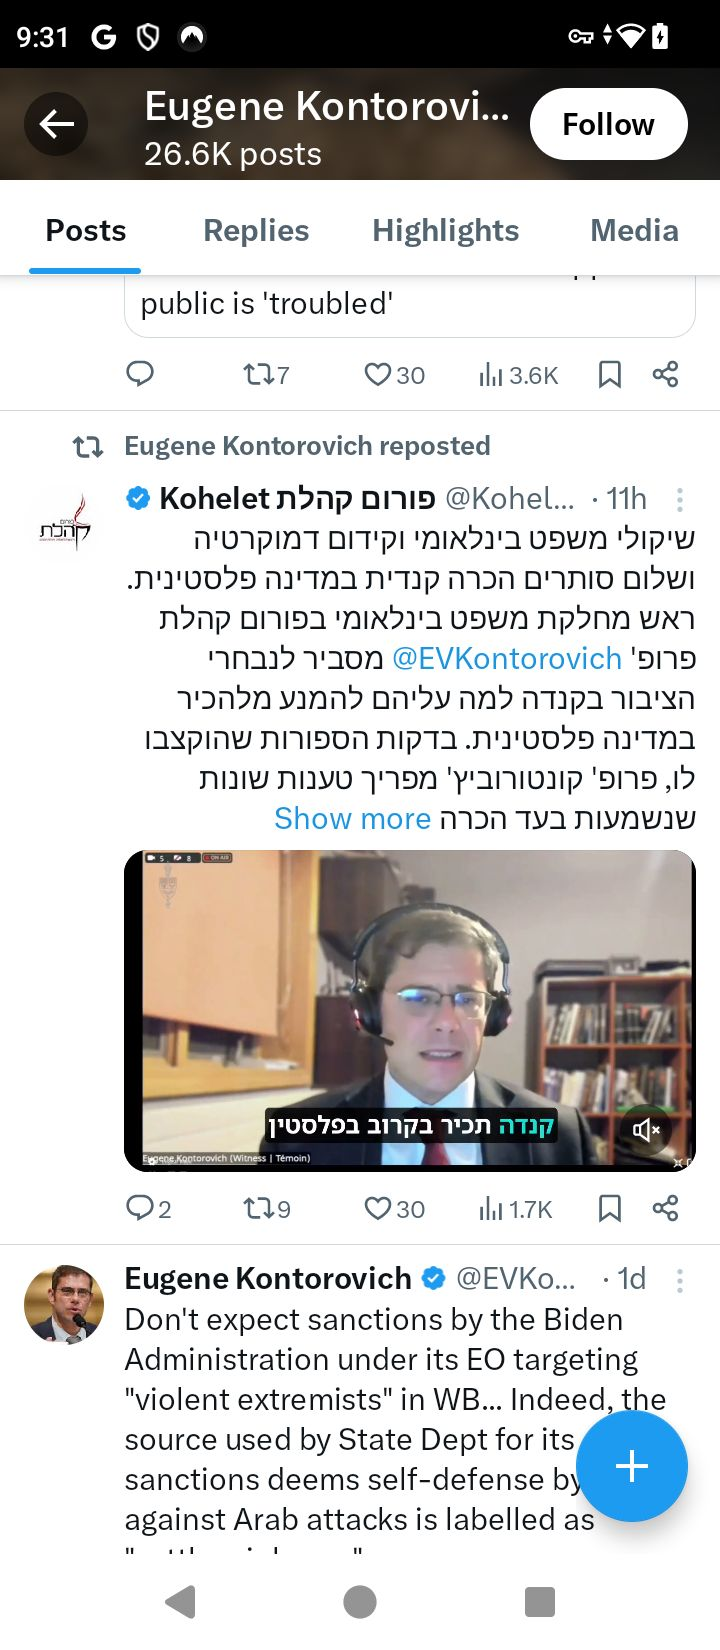 9:31
Eugene Kontorovi...
26.6K posts
Follow
Posts
Replies
Highlights
Media
public is 'troubled'
7
30
3.6K
Eugene Kontorovich reposted
Kohelet פורום קהלת @Kohel... · 11h
שיקולי משפט בינלאומי וקידום דמוקרטיה
ושלום סותרים הכרה קנדית במדינה פלסטינית.
ראש מחלקת משפט בינלאומי בפורום קהלת
פרופ' @EVKontorovich מסביר לנבחרי
הציבור בקנדה למה עליהם להמנע מלהכיר
במדינה פלסטינית. בדקות הספורות שהוקצבו
לו, פרופ' קונטורוביץ' מפריך טענות שונות
שנשמעות בעד הכרה Show more
קהלת
5
8
ON AIR
קנדה תכיר בקרוב בפלסטין
Eugene Kontorovich (Witness | Témoin)
2
9
30
1.7K
Eugene Kontorovich @EVKo... · 1d
Don't expect sanctions by the Biden
Administration under its EO targeting
"violent extremists" in WB... Indeed, the
source used by State Dept for its
sanctions deems self-defense by
against Arab attacks is labelled as